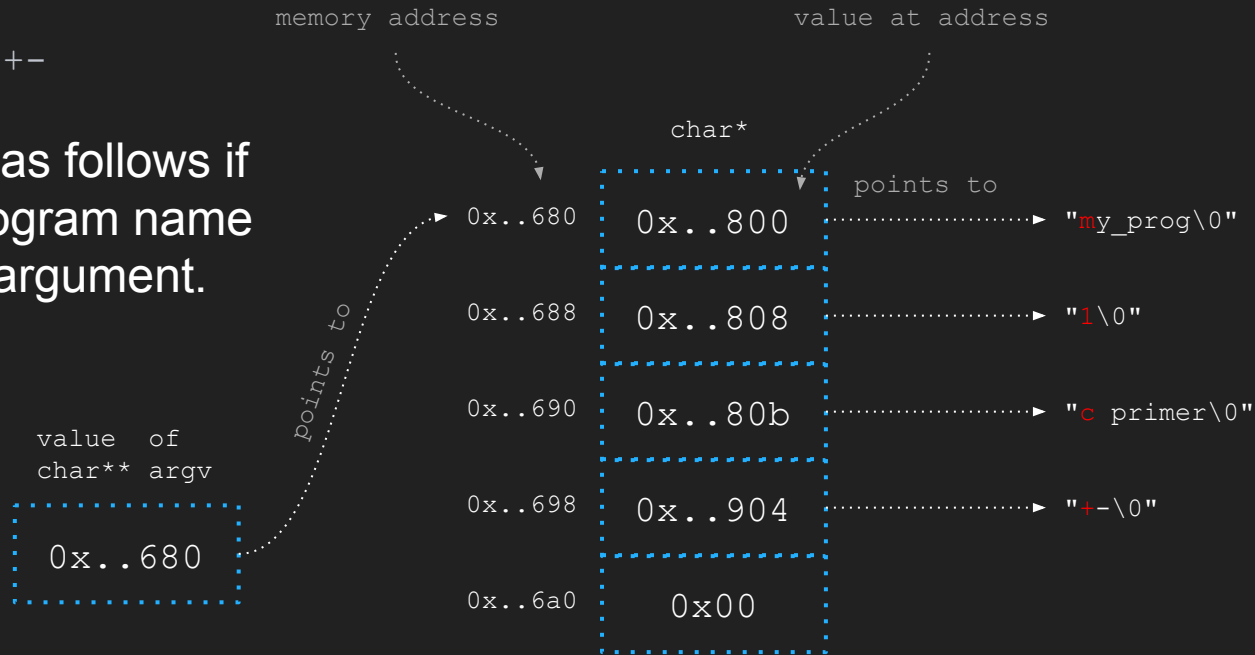 memory address
value at address
+-
char*
as follows if
ogram name
argument.
points to
0x..680
0x..800
"my_prog\0"
0x..688
0x..808
"1\0"
points to
0x..690
0x..80b
"c primer\0"
value of
char** argv
0x..698
0x..904
"+-\0"
0x..680
0x..6a0
0x00